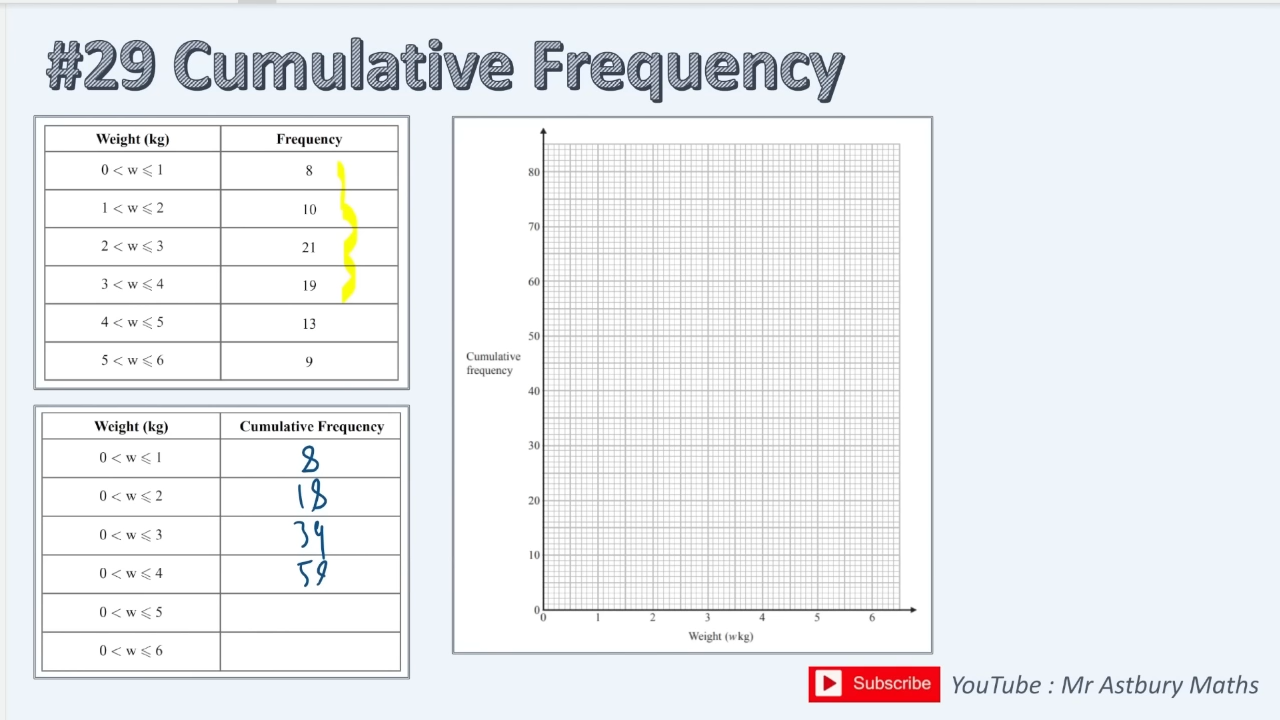 #29 Cumulative Frequency
Weight (kg) Frequency
0 < w ⩽ 1 8
1 < w ⩽ 2 10
2 < w ⩽ 3 21
3 < w ⩽ 4 19
4 < w ⩽ 5 13
5 < w ⩽ 6 9
Weight (kg) Cumulative Frequency
0 < w ⩽ 1 8
0 < w ⩽ 2 18
0 < w ⩽ 3 39
0 < w ⩽ 4 58
0 < w ⩽ 5
0 < w ⩽ 6
80
70
60
50
Cumulative
frequency
40
30
20
10
0
0 1 2 3 4 5 6
Weight (w kg)
Subscribe YouTube : Mr Astbury Maths